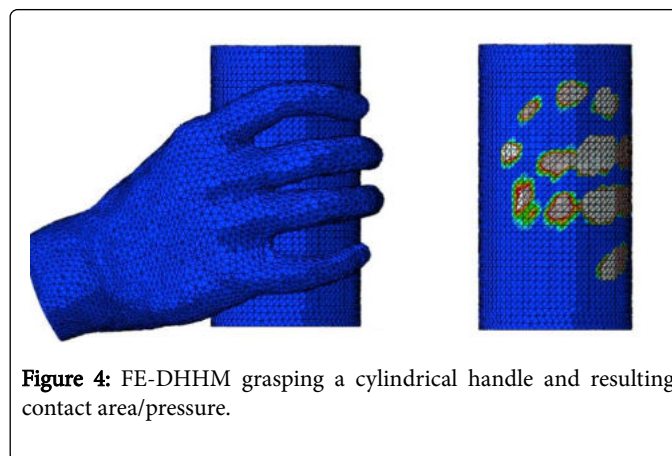 Figure 4: FE-DHHM grasping a cylindrical handle and resulting
contact area/pressure.